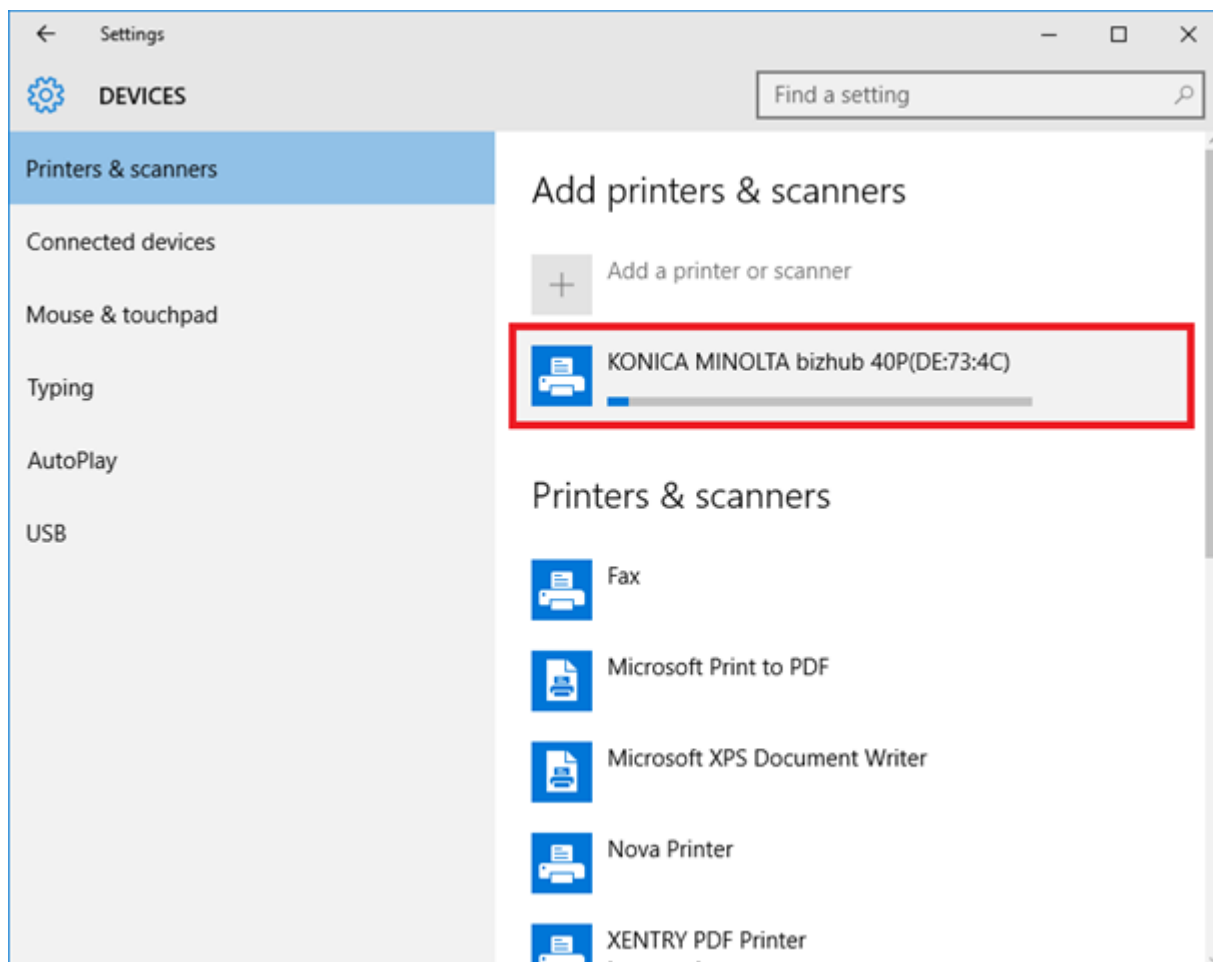 Settings
DEVICES
Find a setting
Printers & scanners
Connected devices
Mouse & touchpad
Typing
AutoPlay
USB
Add printers & scanners
Add a printer or scanner
KONICA MINOLTA bizhub 40P(DE:73:4C)
Printers & scanners
Fax
Microsoft Print to PDF
Microsoft XPS Document Writer
Nova Printer
XENTRY PDF Printer